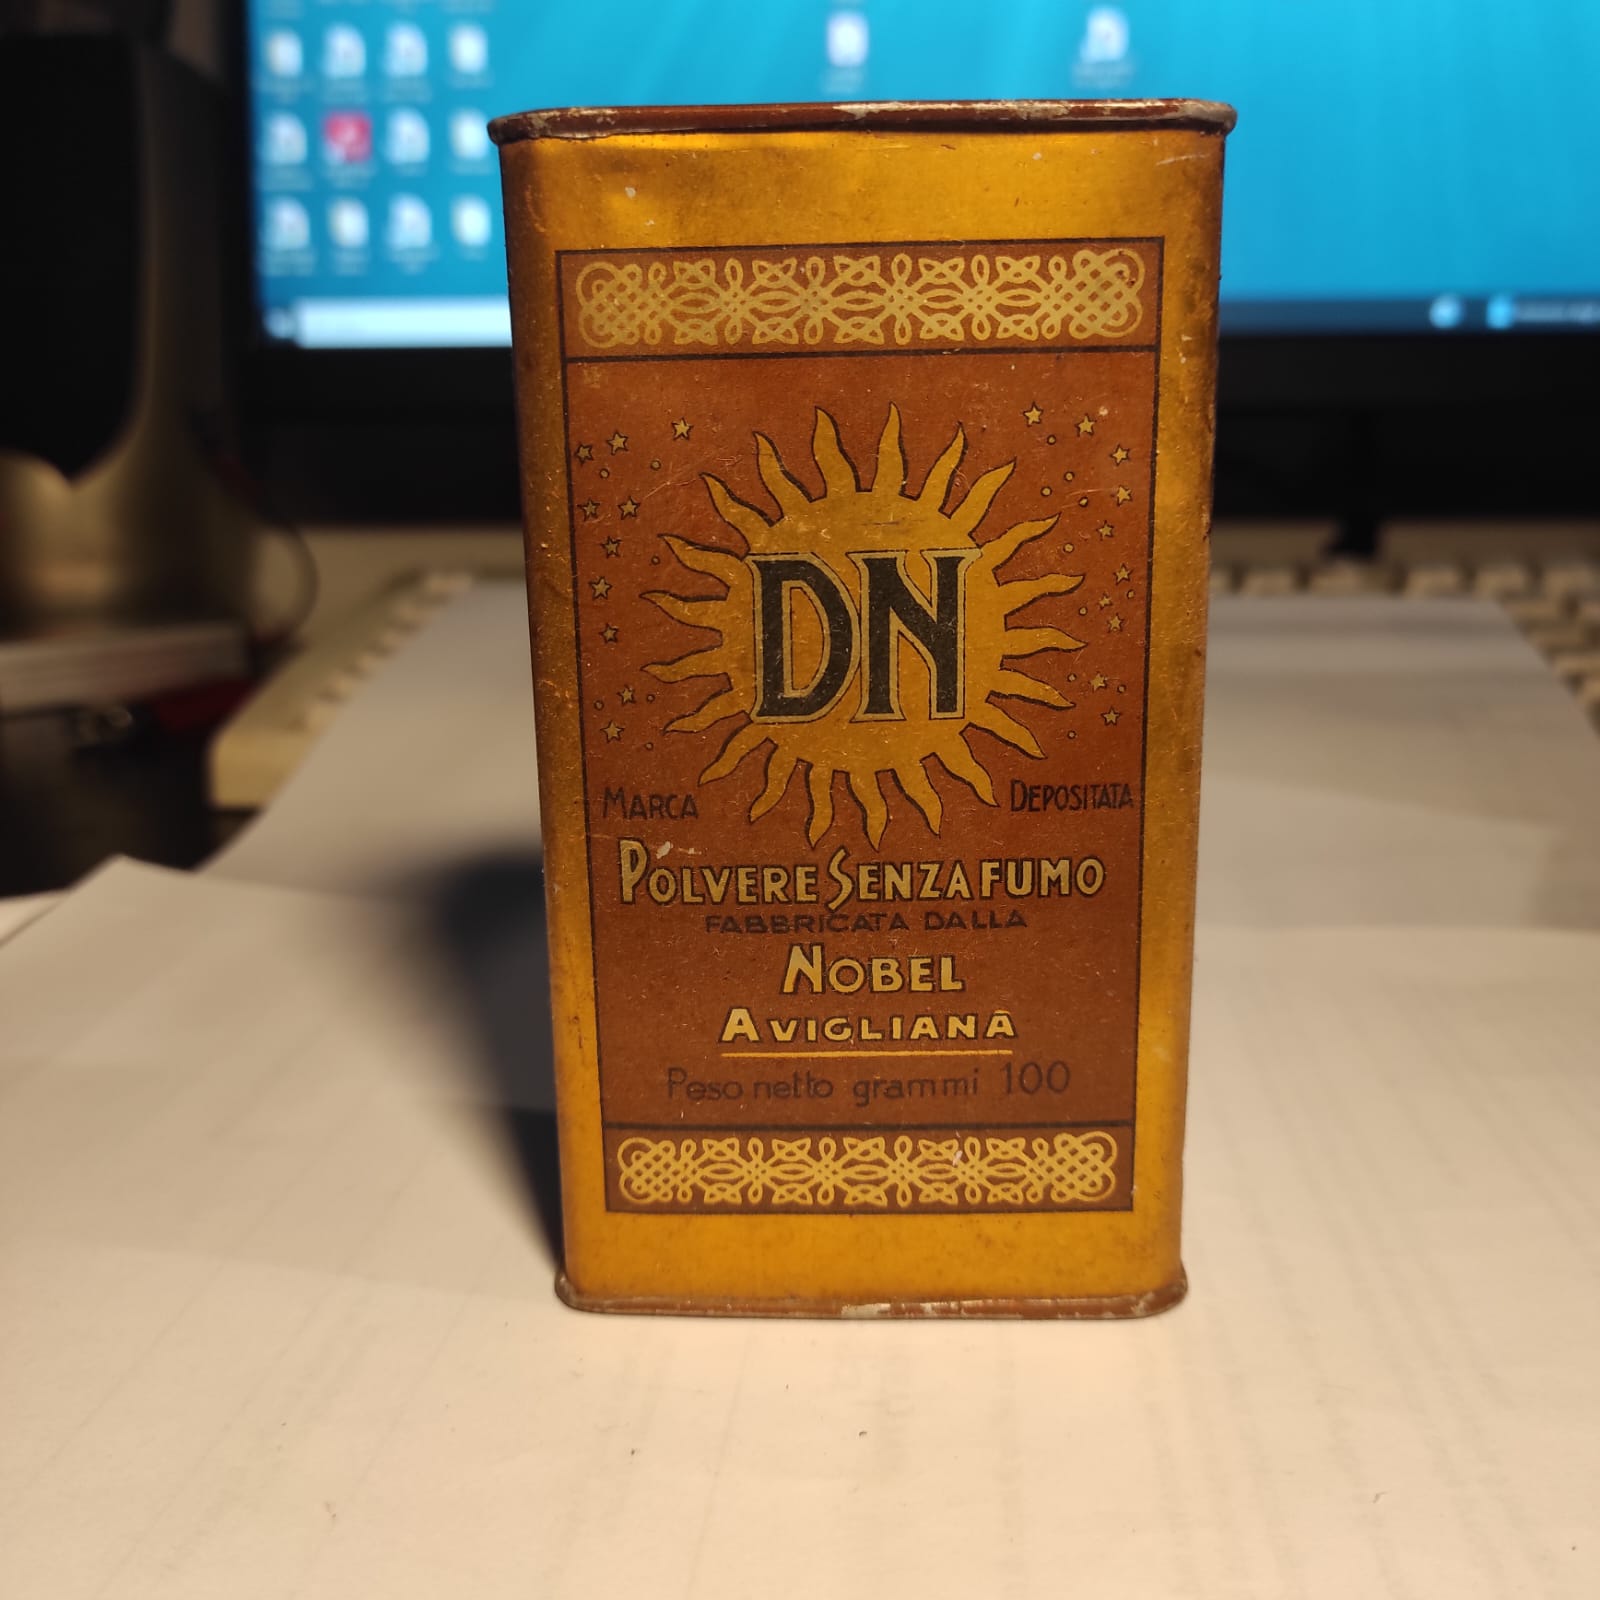 DN
MARCA DEPOSITATA
POLVERE SENZA FUMO
FABBRICATA DALLA
NOBEL
AVIGLIANA
Peso netto grammi 100